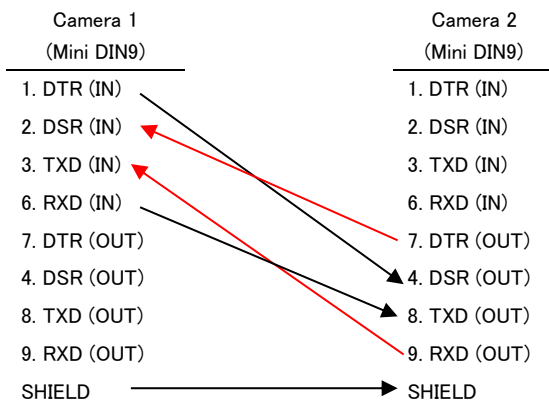 Camera 1
(Mini DIN9)
1. DTR (IN)
2. DSR (IN)
3. TXD (IN)
6. RXD (IN)
7. DTR (OUT)
4. DSR (OUT)
8. TXD (OUT)
9. RXD (OUT)
SHIELD
Camera 2
(Mini DIN9)
1. DTR (IN)
2. DSR (IN)
3. TXD (IN)
6. RXD (IN)
7. DTR (OUT)
4. DSR (OUT)
8. TXD (OUT)
9. RXD (OUT)
SHIELD